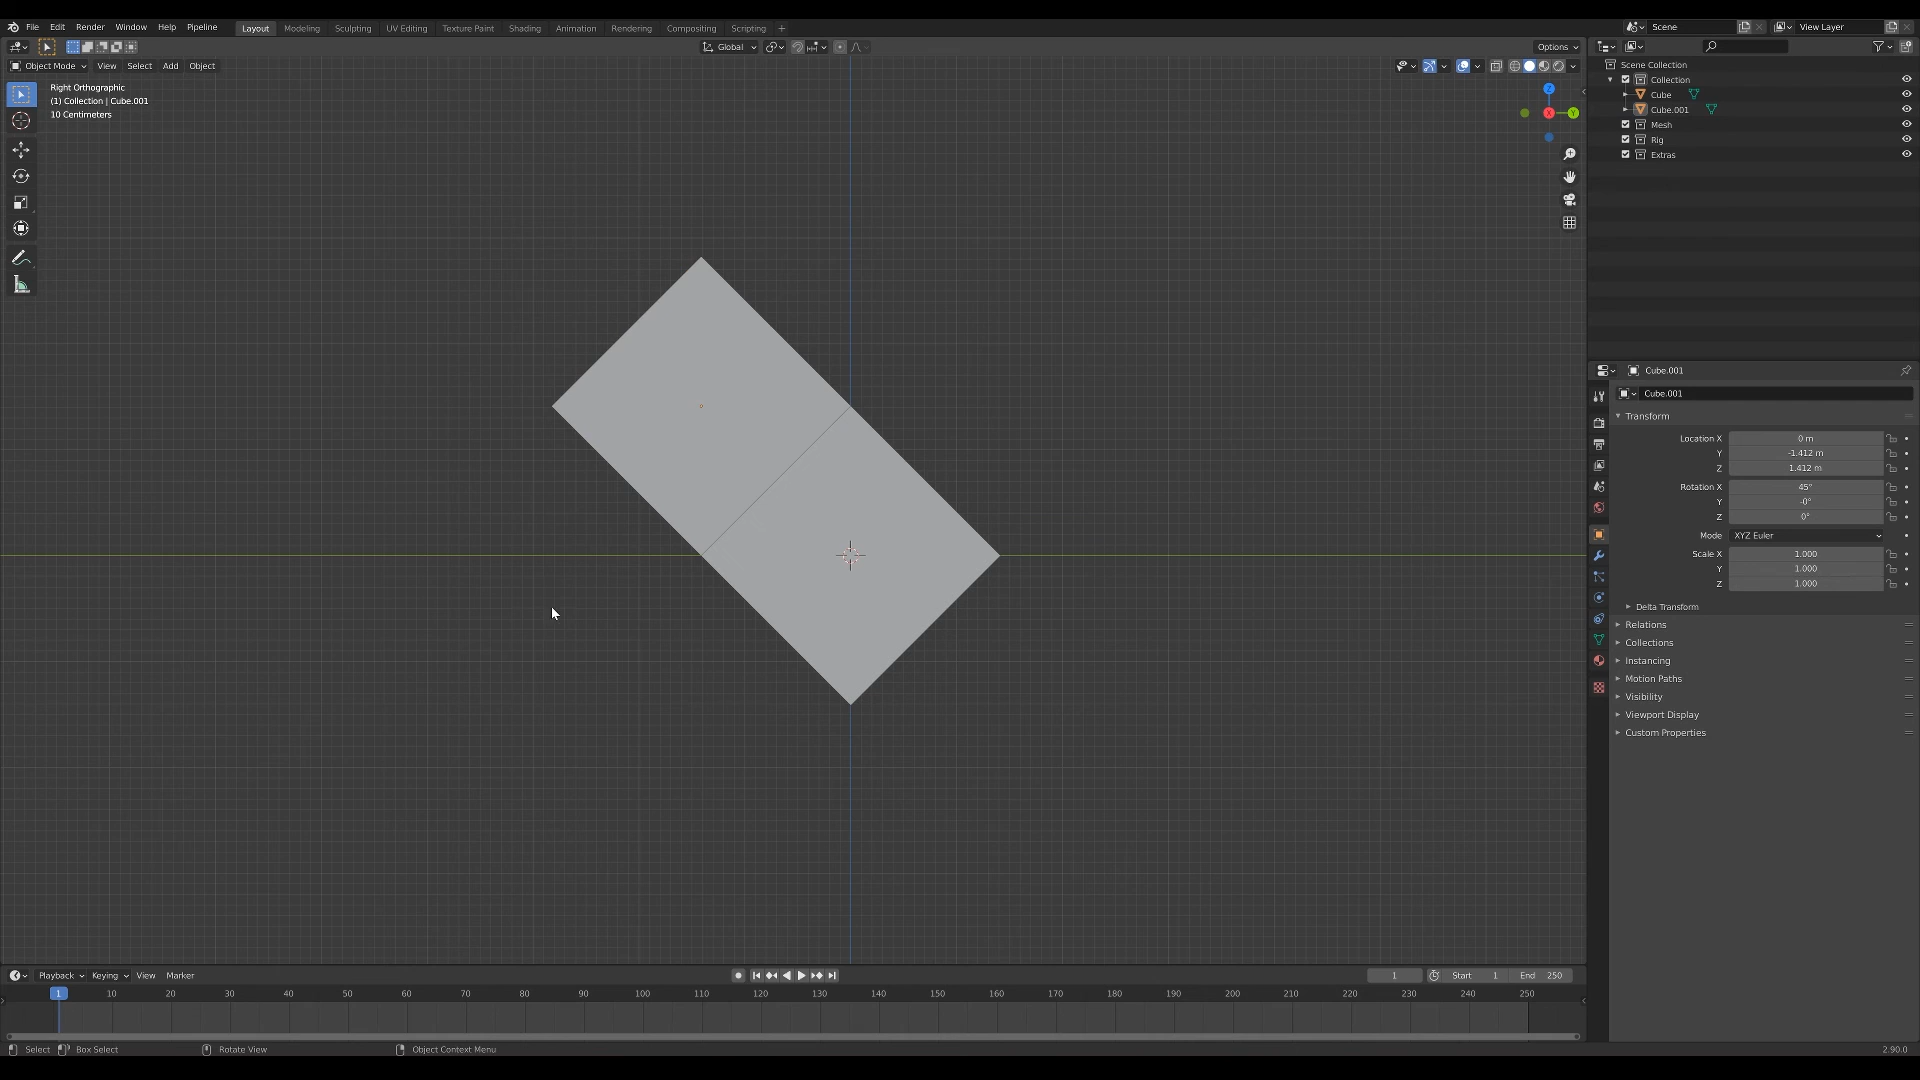 File Edit Render Window Help Pipeline Layout Modeling Sculpting UV Editing Texture Paint Shading Animation Rendering Compositing Scripting + Scene View Layer
Global Options
Object Mode View Select Add Object
Right Orthographic
(1) Collection | Cube.001
10 Centimeters
Z
X Y
Scene Collection
Collection
Cube
Cube.001
Mesh
Rig
Extras
Cube.001
Cube.001
Transform
Location X 0 m
Y -1.412 m
Z 1.412 m
Rotation X 45°
Y -0°
Z 0°
Mode XYZ Euler
Scale X 1.000
Y 1.000
Z 1.000
Delta Transform
Relations
Collections
Instancing
Motion Paths
Visibility
Viewport Display
Custom Properties
Playback Keying View Marker 1 Start 1 End 250
1 10 20 30 40 50 60 70 80 90 100 110 120 130 140 150 160 170 180 190 200 210 220 230 240 250
Select Box Select Rotate View Object Context Menu 2.90.0